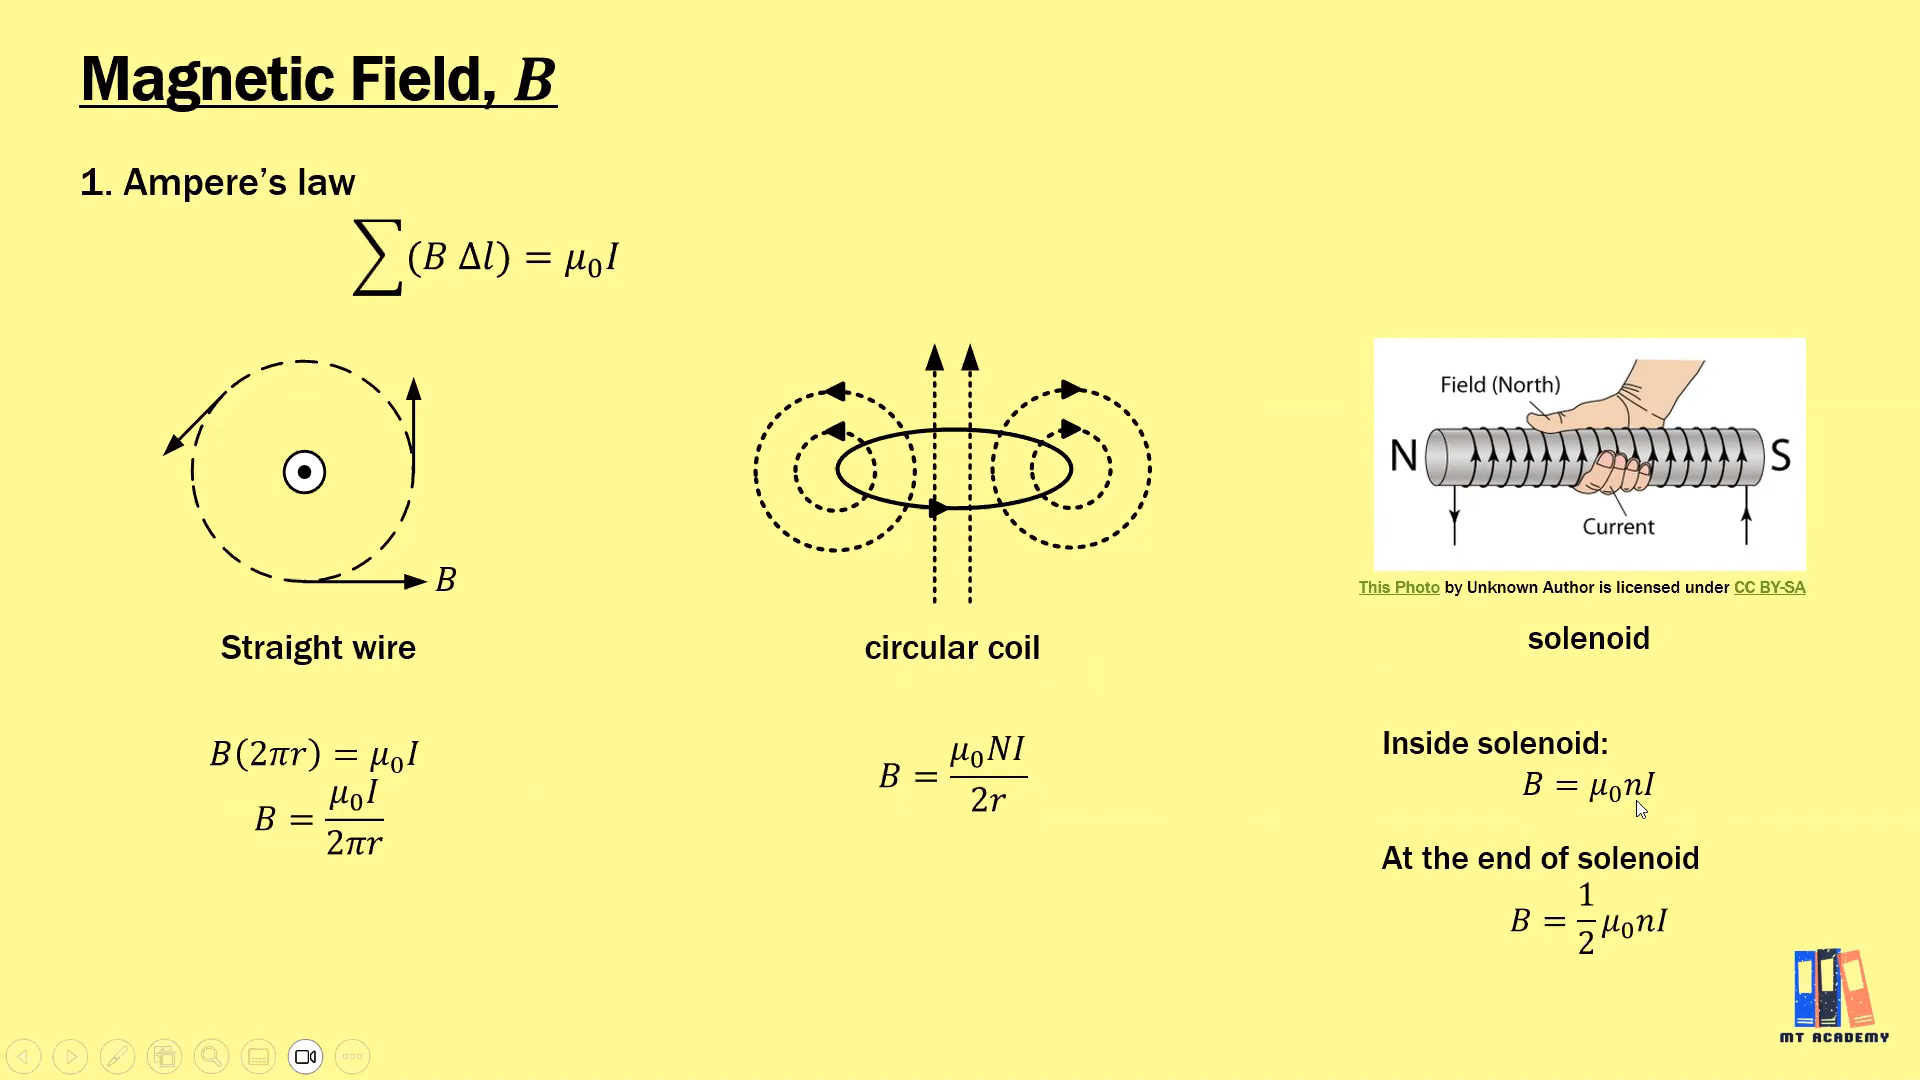 Magnetic Field, B
1. Ampere's law
∑(B Δl) = μ₀I
B
Straight wire
B(2πr) = μ₀I
B = μ₀I / 2πr
circular coil
B = μ₀NI / 2r
Field (North)
N
S
Current
This Photo by Unknown Author is licensed under CC BY-SA
solenoid
Inside solenoid:
B = μ₀nI
At the end of solenoid
B = 1/2 μ₀nI
MT ACADEMY